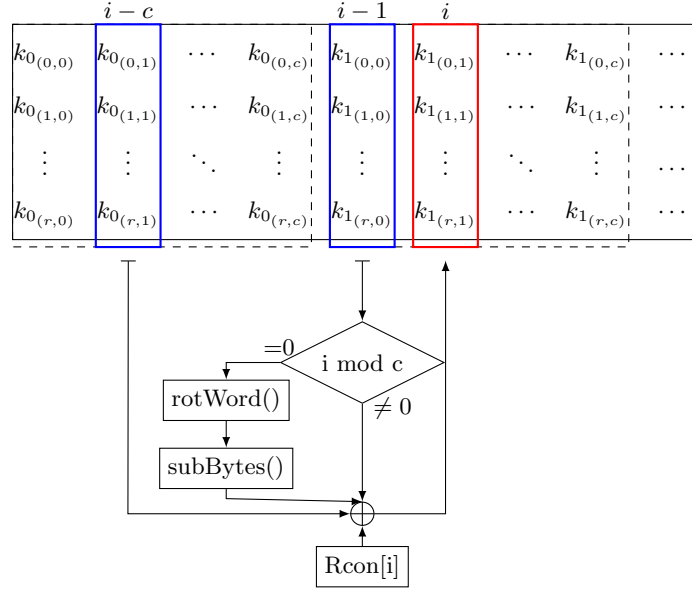 i − c i − 1 i
k₀₍₀,₀₎ k₀₍₀,₁₎ ⋯ k₀₍₀,c₎ k₁₍₀,₀₎ k₁₍₀,₁₎ ⋯ k₁₍₀,c₎ ⋯
k₀₍₁,₀₎ k₀₍₁,₁₎ ⋯ k₀₍₁,c₎ k₁₍₁,₀₎ k₁₍₁,₁₎ ⋯ k₁₍₁,c₎ ⋯
⋮ ⋮ ⋱ ⋮ ⋮ ⋮ ⋱ ⋮ …
k₀₍r,₀₎ k₀₍r,₁₎ ⋯ k₀₍r,c₎ k₁₍r,₀₎ k₁₍r,₁₎ ⋯ k₁₍r,c₎ ⋯
=0
i mod c
rotWord()
≠ 0
subBytes()
Rcon[i]